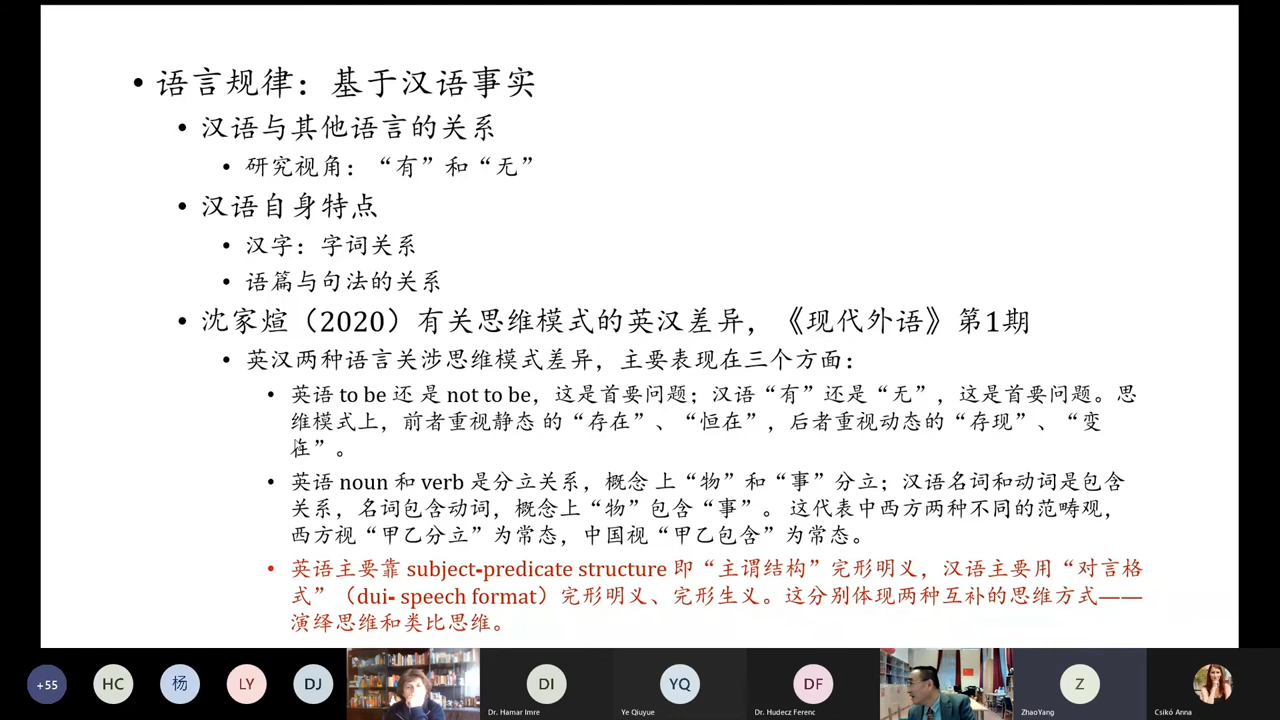 • 语言规律：基于汉语事实
• 汉语与其他语言的关系
• 研究视角：“有”和“无”
• 汉语自身特点
• 汉字：字词关系
• 语篇与句法的关系
• 沈家煊（2020）有关思维模式的英汉差异，《现代外语》第1期
• 英汉两种语言关涉思维模式差异，主要表现在三个方面：
• 英语 to be 还 是 not to be，这是首要问题；汉语“有”还是“无”，这是首要问题。思
维模式上，前者重视静态 的“存在”、“恒在”，后者重视动态的“存现”、“变
在”。
• 英语 noun 和 verb 是分立关系，概念 上“物”和“事”分立；汉语名词和动词是包含
关系，名词包含动词，概念上“物”包含“事”。 这代表中西方两种不同的范畴观，
西方视“甲乙分立”为常态，中国视“甲乙包含”为常态。
• 英语主要靠 subject-predicate structure 即“主谓结构”完形明义，汉语主要用“对言格
式”（dui- speech format）完形明义、完形生义。这分别体现两种互补的思维方式——
演绎思维和类比思维。
+55 HC 杨 LY DJ DI YQ DF Z
Dr. Hamar Imre Ye Qiuyue Dr. Hudecz Ferenc ZhaoYang Csikó Anna